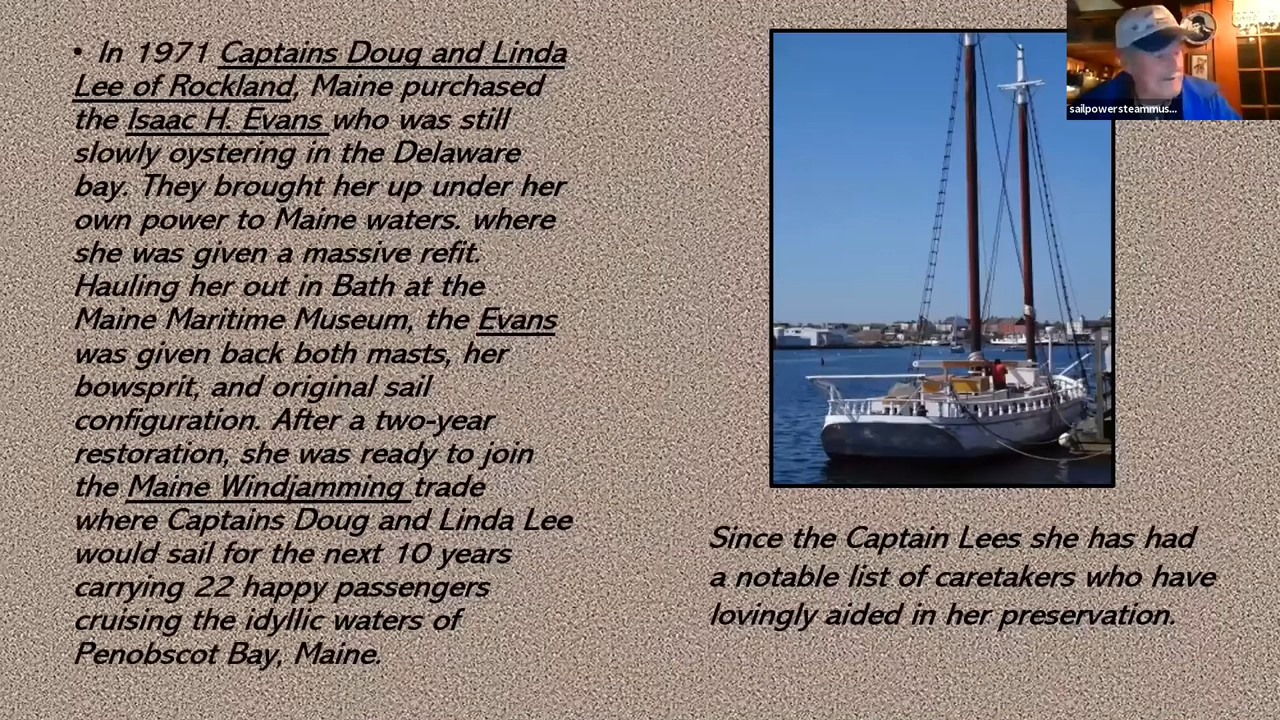 • In 1971 Captains Doug and Linda
Lee of Rockland, Maine purchased
the Isaac H. Evans who was still
slowly oystering in the Delaware
bay. They brought her up under her
own power to Maine waters. where
she was given a massive refit.
Hauling her out in Bath at the
Maine Maritime Museum, the Evans
was given back both masts, her
bowsprit, and original sail
configuration. After a two-year
restoration, she was ready to join
the Maine Windjamming trade
where Captains Doug and Linda Lee
would sail for the next 10 years
carrying 22 happy passengers
cruising the idyllic waters of
Penobscot Bay, Maine.
sailpowersteammus...
Since the Captain Lees she has had
a notable list of caretakers who have
lovingly aided in her preservation.